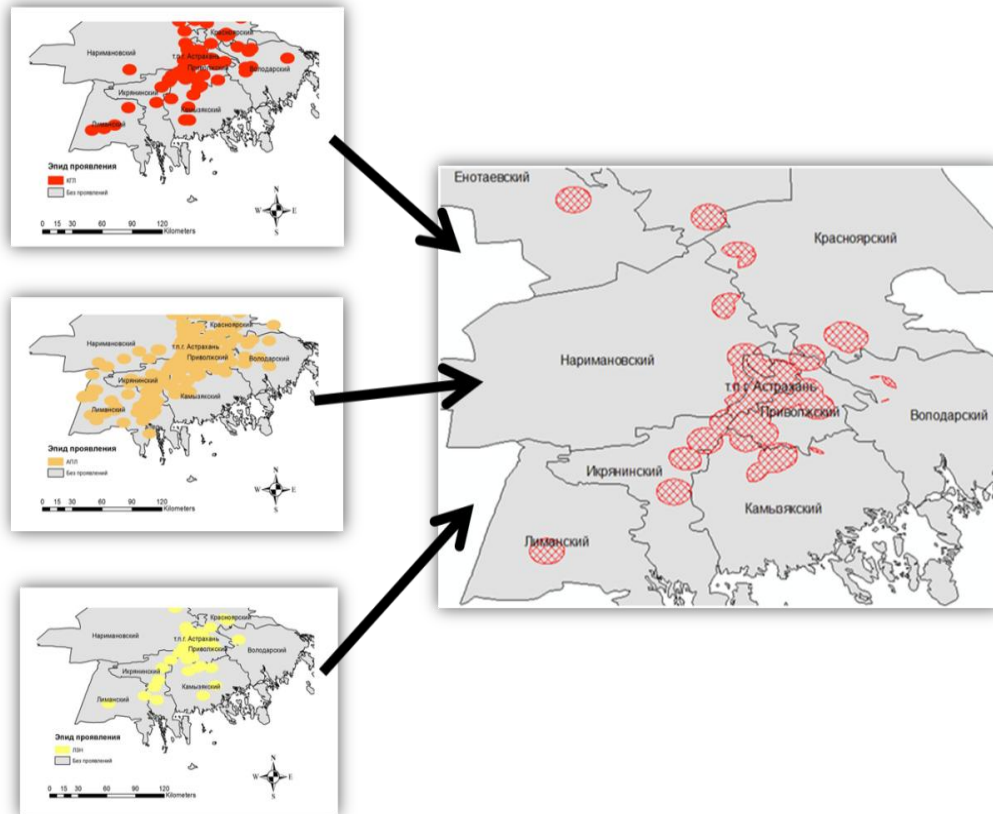 Красноярский
Наримановский
т.п.г. Астрахань
Приволжский
Володарский
Икрянинский
Камызякский
Лиманский
Эпид проявления
КГЛ
Без проявлений
N
W E
S
0 15 30 60 90 120
Kilometers
Красноярский
Наримановский
т.п.г. Астрахань
Приволжский
Володарский
Икрянинский
Камызякский
Лиманский
Эпид проявления
АПЛ
Без проявлений
N
W E
S
0 15 30 60 90 120
Kilometers
Красноярский
Наримановский
т.п.г. Астрахань
Приволжский
Володарский
Икрянинский
Камызякский
Лиманский
Эпид проявления
ЛЗН
Без проявлений
N
W E
S
0 15 30 60 90 120
Kilometers
Енотаевский
Красноярский
Наримановский
т.п.г. Астрахань
Приволжский
Володарский
Икрянинский
Камызякский
Лиманский